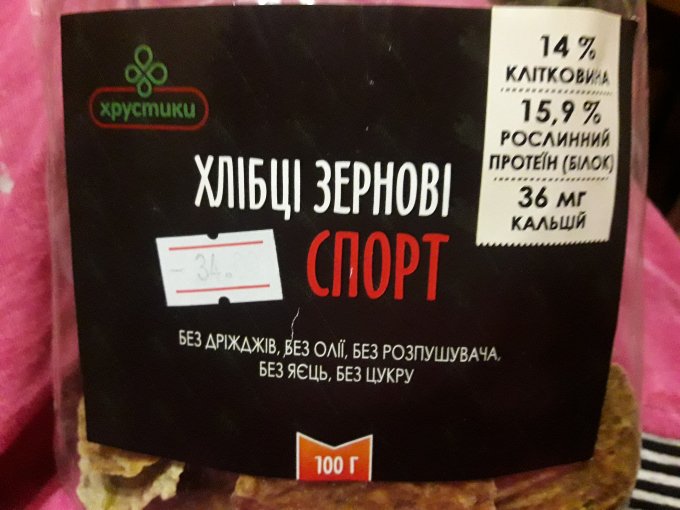 хрустики
14 %
КЛІТКОВИНА
15,9 %
РОСЛИННИЙ
ПРОТЕЇН (БІЛОК)
36 мг
КАЛЬЦІЙ
ХЛІБЦІ ЗЕРНОВІ
СПОРТ
БЕЗ ДРІЖДЖІВ, БЕЗ ОЛІЇ, БЕЗ РОЗПУШУВАЧА,
БЕЗ ЯЄЦЬ, БЕЗ ЦУКРУ
100 Г